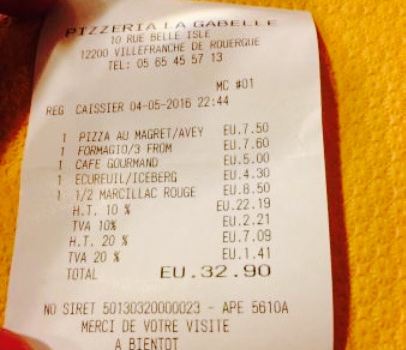 PIZZERIA LA GABELLE
10 RUE BELLE ISLE
12200 VILLEFRANCHE DE ROUERGUE
TEL: 05 65 45 57 13
MC #01
REG CAISSIER 04-05-2016 22:44
1 PIZZA AU MAGRET/AVEY EU.7.50
1 FORMAGIO/3 FROM EU.7.60
1 CAFE GOURMAND EU.5.00
1 ECUREUIL/ICEBERG EU.4.30
1 1/2 MARCILLAC ROUGE EU.8.50
H.T. 10 % EU.22.19
TVA 10% EU.2.21
H.T. 20 % EU.7.09
TVA 20 % EU.1.41
TOTAL EU.32.90
NO SIRET 50130320000023 - APE 5610A
MERCI DE VOTRE VISITE
A BIENTOT